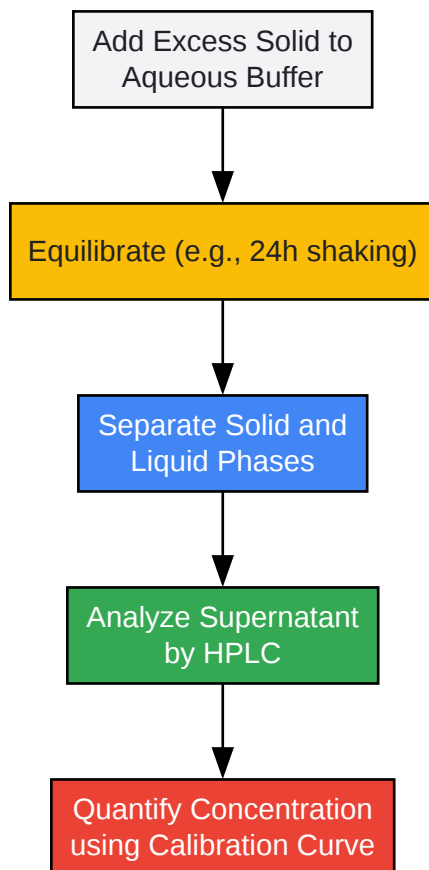 Add Excess Solid to
Aqueous Buffer
Equilibrate (e.g., 24h shaking)
Separate Solid and
Liquid Phases
Analyze Supernatant
by HPLC
Quantify Concentration
using Calibration Curve